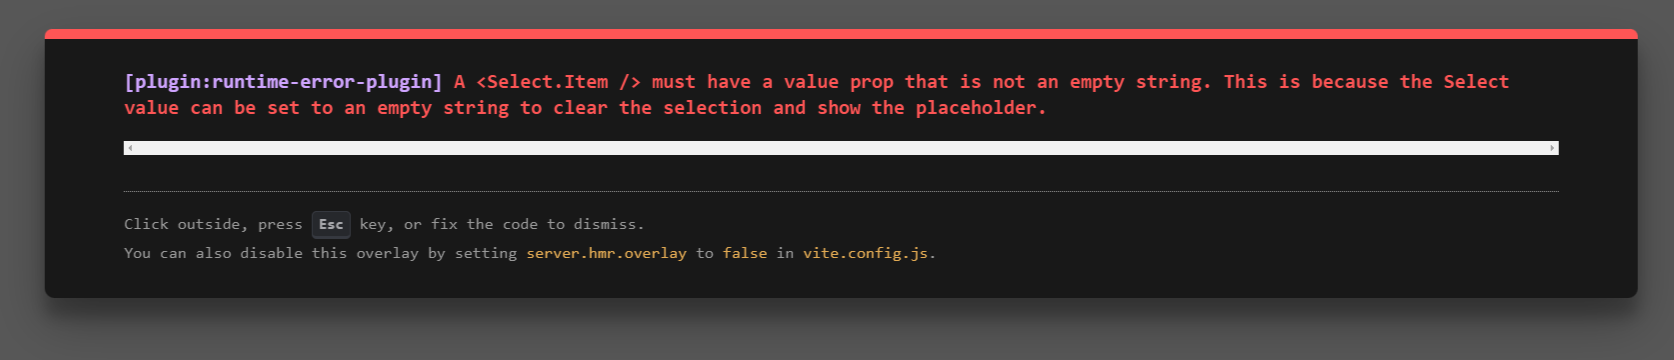 [plugin:runtime-error-plugin] A <Select.Item /> must have a value prop that is not an empty string. This is because the Select
value can be set to an empty string to clear the selection and show the placeholder.
Click outside, press Esc key, or fix the code to dismiss.
You can also disable this overlay by setting server.hmr.overlay to false in vite.config.js.